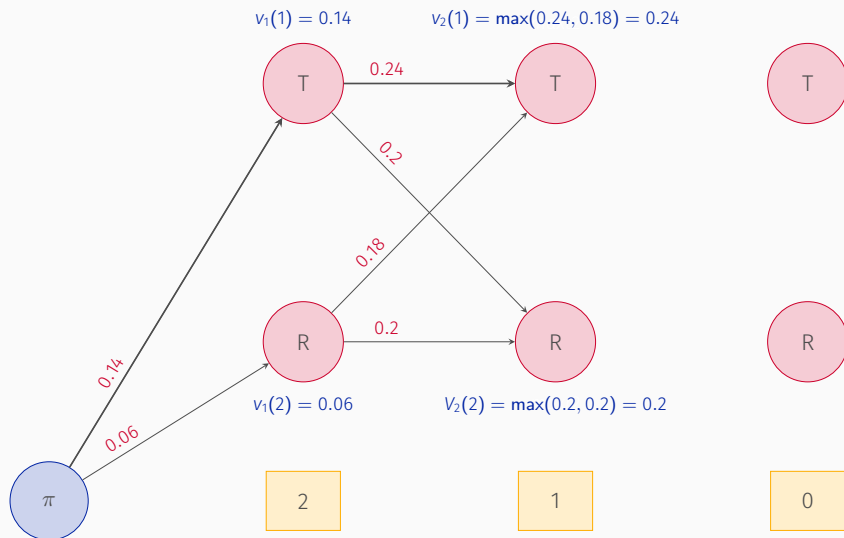 v₁(1) = 0.14
v₂(1) = max(0.24, 0.18) = 0.24
T
0.24
T
T
0.2
0.18
0.14
R
0.2
R
R
0.06
v₁(2) = 0.06
V₂(2) = max(0.2, 0.2) = 0.2
π
2
1
0